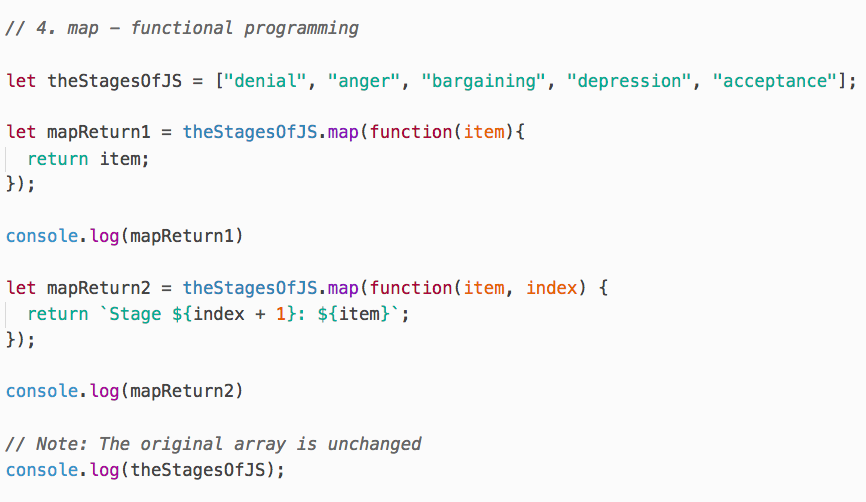 // 4. map – functional programming
let theStagesOfJS = ["denial", "anger", "bargaining", "depression", "acceptance"];
let mapReturn1 = theStagesOfJS.map(function(item){
  return item;
});
console.log(mapReturn1)
let mapReturn2 = theStagesOfJS.map(function(item, index) {
  return `Stage ${index + 1}: ${item}`;
});
console.log(mapReturn2)
// Note: The original array is unchanged
console.log(theStagesOfJS);